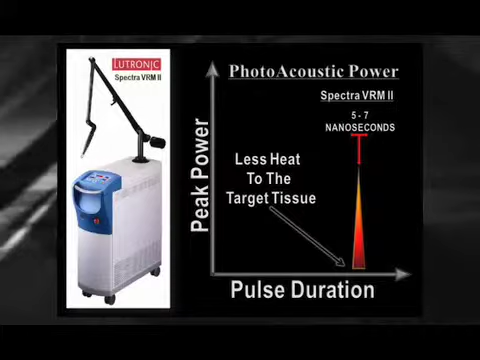 LUTRONIC
Spectra VRM II
PhotoAcoustic Power
Spectra VRM II
5 - 7
NANOSECONDS
Less Heat
To The
Target Tissue
Peak Power
Pulse Duration